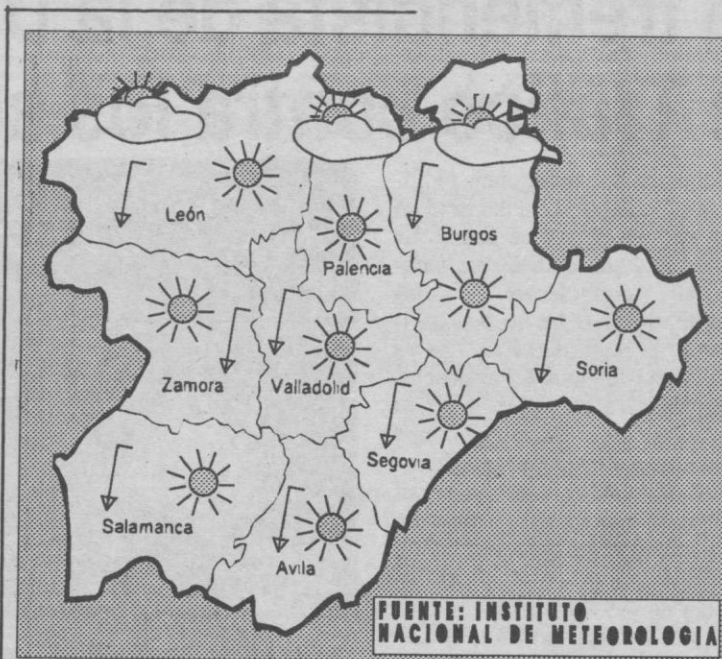 León
Burgos
Palencia
Soria
Zamora
Valladolid
Segovia
Salamanca
Avila
FUENTE: INSTITUTO
NACIONAL DE METEOROLOGIA